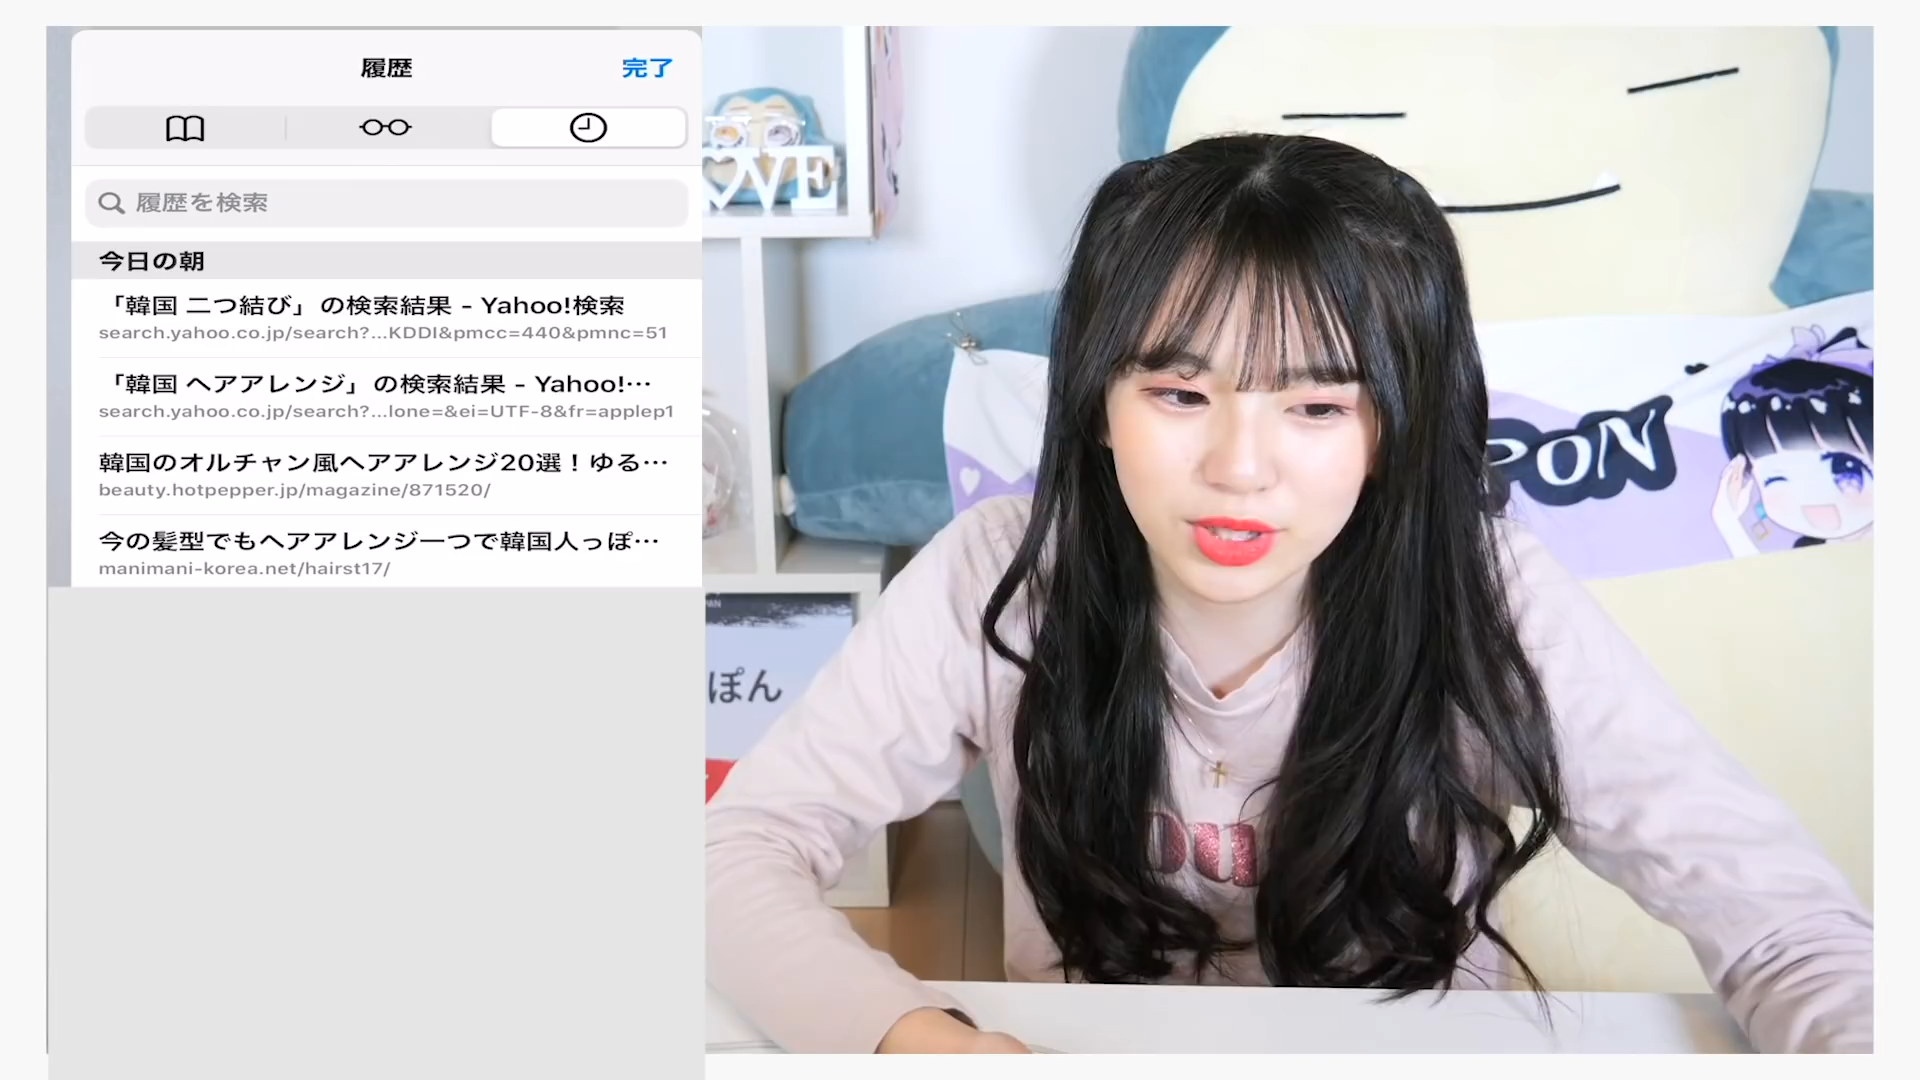 履歴
完了
履歴を検索
今日の朝
「韓国 二つ結び」の検索結果 - Yahoo!検索
search.yahoo.co.jp/search?...KDDI&pmcc=440&pmnc=51
「韓国 ヘアアレンジ」の検索結果 - Yahoo!…
search.yahoo.co.jp/search?...lone=&ei=UTF-8&fr=applep1
韓国のオルチャン風ヘアアレンジ20選！ゆる…
beauty.hotpepper.jp/magazine/871520/
今の髪型でもヘアアレンジ一つで韓国人っぽ…
manimani-korea.net/hairst17/
LOVE
PON
ぽん
ou